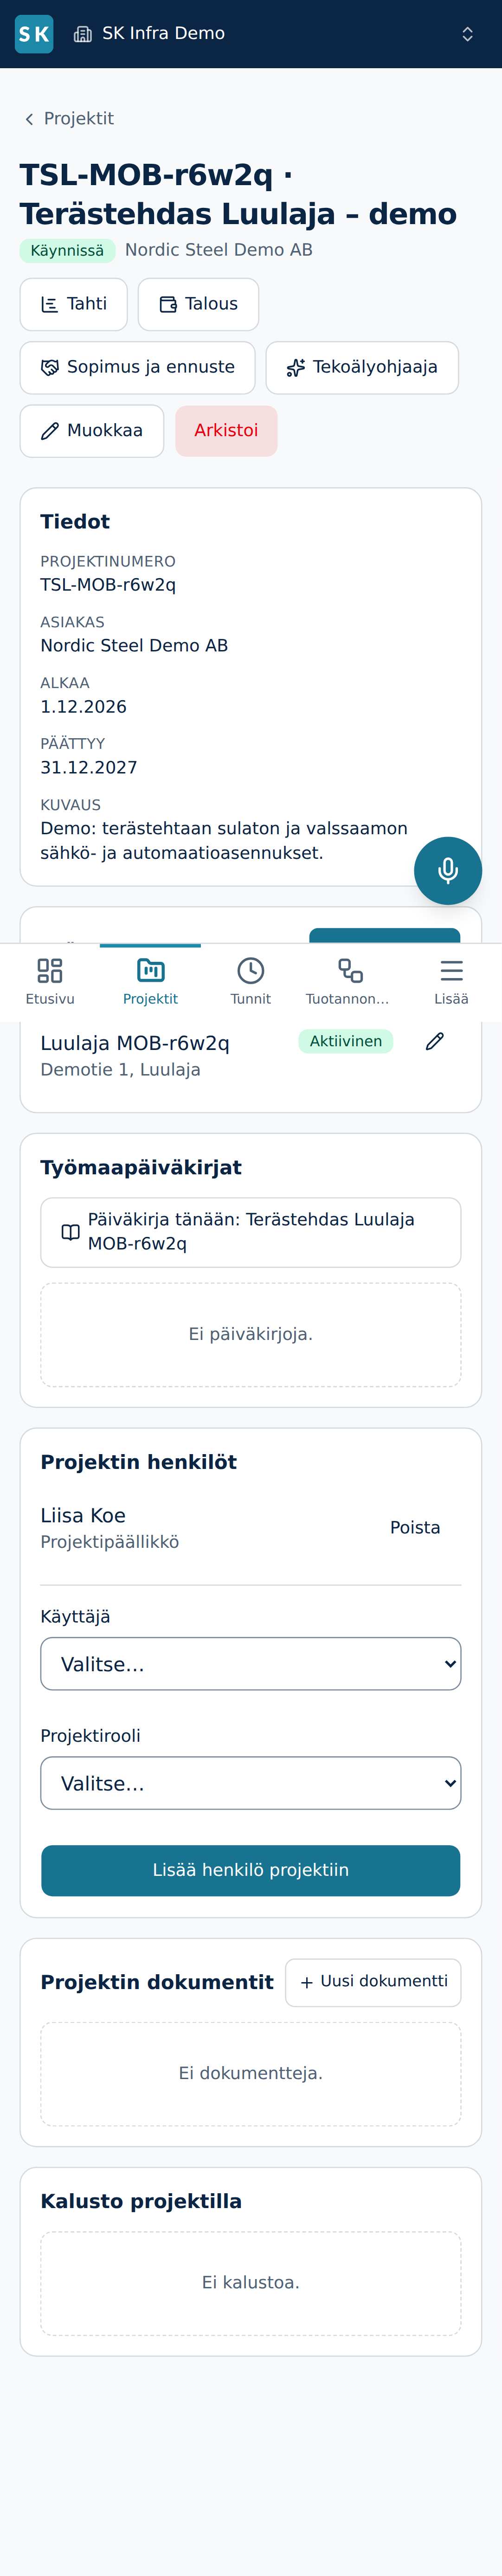 SK
SK Infra Demo
Projektit
TSL-MOB-r6w2q ·
Terästehdas Luulaja – demo
Käynnissä Nordic Steel Demo AB
Tahti Talous
Sopimus ja ennuste Tekoälyohjaaja
Muokkaa Arkistoi
Tiedot
PROJEKTINUMERO
TSL-MOB-r6w2q
ASIAKAS
Nordic Steel Demo AB
ALKAA
1.12.2026
PÄÄTTYY
31.12.2027
KUVAUS
Demo: terästehtaan sulaton ja valssaamon
sähkö- ja automaatioasennukset.
Etusivu Projektit Tunnit Tuotannon... Lisää
Luulaja MOB-r6w2q Aktiivinen
Demotie 1, Luulaja
Työmaapäiväkirjat
Päiväkirja tänään: Terästehdas Luulaja
MOB-r6w2q
Ei päiväkirjoja.
Projektin henkilöt
Liisa Koe
Projektipäällikkö
Poista
Käyttäjä
Valitse...
Projektirooli
Valitse...
Lisää henkilö projektiin
Projektin dokumentit + Uusi dokumentti
Ei dokumentteja.
Kalusto projektilla
Ei kalustoa.